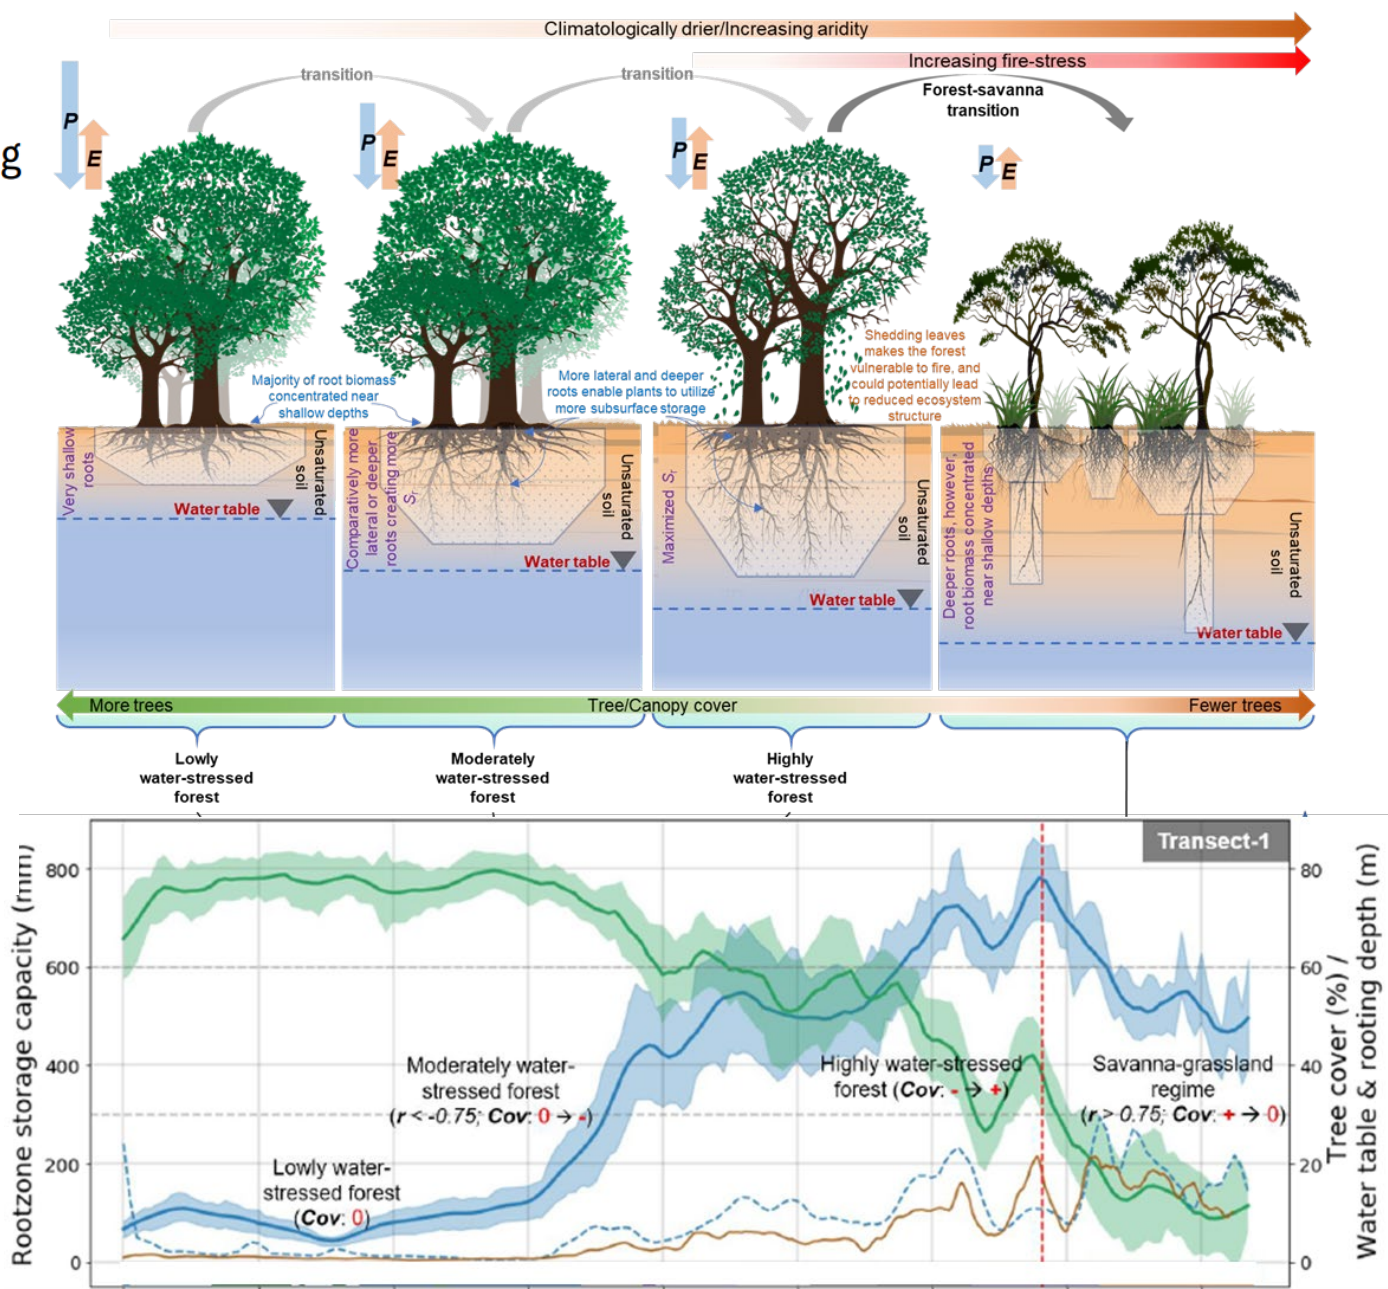 Climatologically drier/Increasing aridity
Increasing fire-stress
transition
transition
Forest-savanna
transition
g
P
E
P
E
P
E
P
E
Majority of root biomass
concentrated near
shallow depths
More lateral and deeper
roots enable plants to utilize
more subsurface storage
Shedding leaves
makes the forest
vulnerable to fire, and
could potentially lead
to reduced ecosystem
structure
Very shallow
roots
Unsaturated
soil
Water table
Comparatively more
lateral or deeper
roots creating more
Sr
Unsaturated
soil
Water table
Maximized Sr
Unsaturated
soil
Water table
Deeper roots, however,
root biomass concentrated
near shallow depths
Unsaturated
soil
Water table
More trees
Tree/Canopy cover
Fewer trees
Lowly
water-stressed
forest
Moderately
water-stressed
forest
Highly
water-stressed
forest
Transect-1
Rootzone storage capacity (mm)
800
600
400
200
0
Lowly water-
stressed forest
(Cov: 0)
Moderately water-
stressed forest
(r < -0.75; Cov: 0 → -)
Highly water-stressed
forest (Cov: - → +)
Savanna-grassland
regime
(r > 0.75; Cov: + → 0)
80
60
40
20
0
Tree cover (%) /
Water table & rooting depth (m)